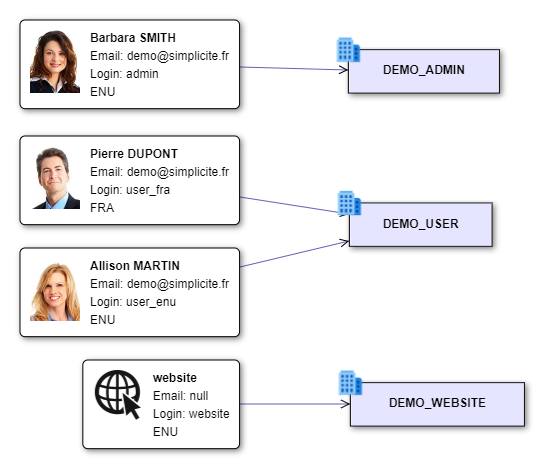 Barbara SMITH
Email: demo@simplicite.fr
Login: admin
ENU
DEMO_ADMIN
Pierre DUPONT
Email: demo@simplicite.fr
Login: user_fra
FRA
DEMO_USER
Allison MARTIN
Email: demo@simplicite.fr
Login: user_enu
ENU
website
Email: null
Login: website
ENU
DEMO_WEBSITE